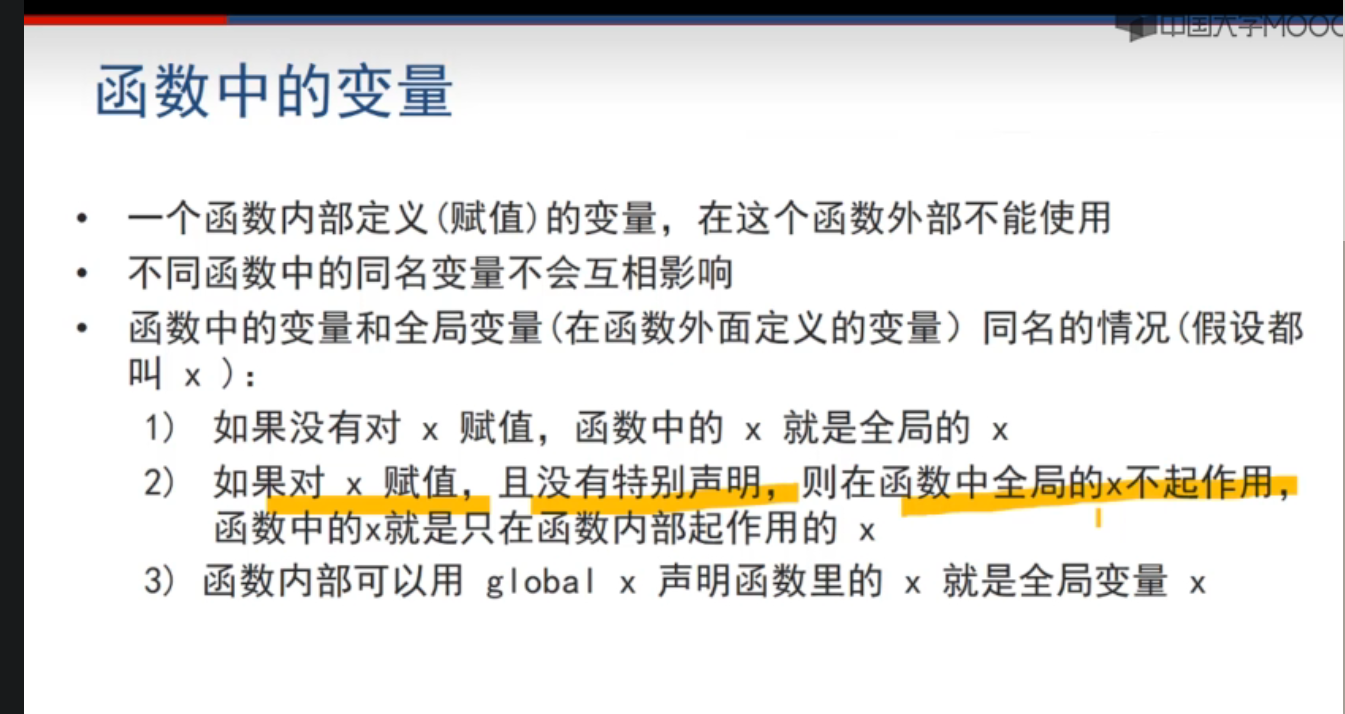 中国大学MOOC
函数中的变量
• 一个函数内部定义(赋值)的变量，在这个函数外部不能使用
• 不同函数中的同名变量不会互相影响
• 函数中的变量和全局变量(在函数外面定义的变量）同名的情况(假设都
叫 x ):
1) 如果没有对 x 赋值，函数中的 x 就是全局的 x
2) 如果对 x 赋值，且没有特别声明，则在函数中全局的x不起作用，
函数中的x就是只在函数内部起作用的 x
3) 函数内部可以用 global x 声明函数里的 x 就是全局变量 x